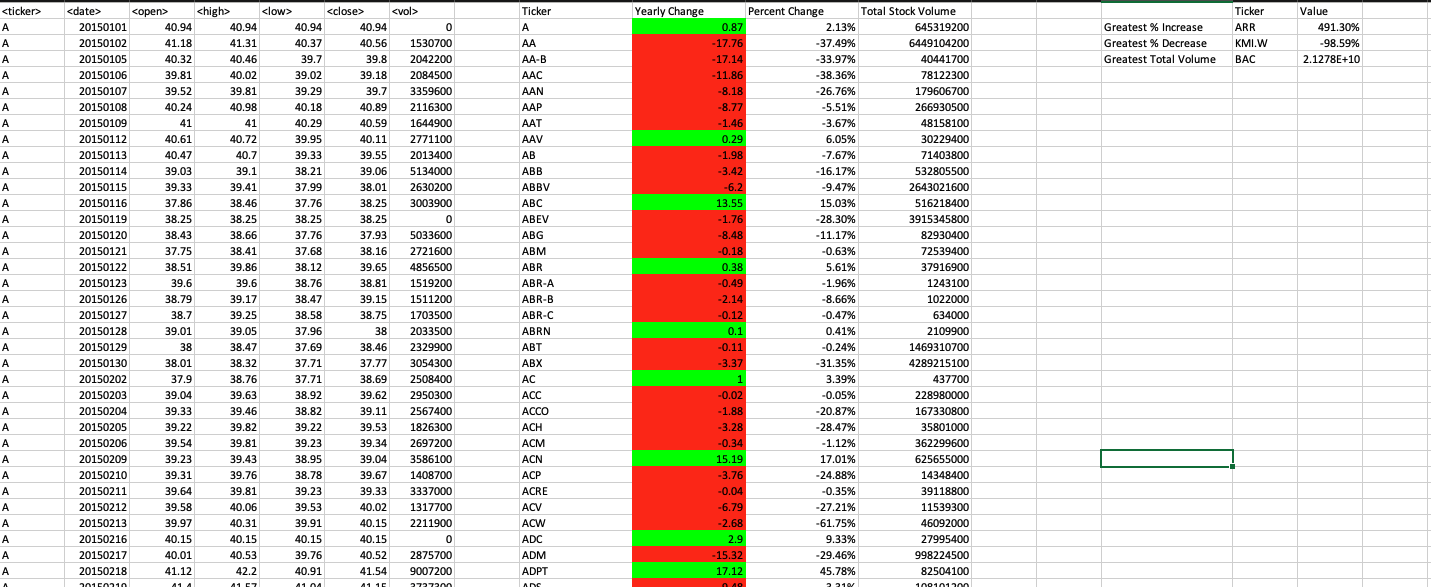 <ticker> <date> <open> <high> <low> <close> <vol> Ticker Yearly Change Percent Change Total Stock Volume Ticker Value
A 20150101 40.94 40.94 40.94 40.94 0 A 0.87 2.13% 645319200 Greatest % Increase ARR 491.30%
A 20150102 41.18 41.31 40.37 40.56 1530700 AA -17.76 -37.49% 6449104200 Greatest % Decrease KMI.W -98.59%
A 20150105 40.32 40.46 39.7 39.8 2042200 AA-B -17.14 -33.97% 40441700 Greatest Total Volume BAC 2.1278E+10
A 20150106 39.81 40.02 39.02 39.18 2084500 AAC -11.86 -38.36% 78122300
A 20150107 39.52 39.81 39.29 39.7 3359600 AAN -8.18 -26.76% 179606700
A 20150108 40.24 40.98 40.18 40.89 2116300 AAP -8.77 -5.51% 266930500
A 20150109 41 41 40.29 40.59 1644900 AAT -1.46 -3.67% 48158100
A 20150112 40.61 40.72 39.95 40.11 2771100 AAV 0.29 6.05% 30229400
A 20150113 40.47 40.7 39.33 39.55 2013400 AB -1.98 -7.67% 71403800
A 20150114 39.03 39.1 38.21 39.06 5134000 ABB -3.42 -16.17% 532805500
A 20150115 39.33 39.41 37.99 38.01 2630200 ABBV -6.2 -9.47% 2643021600
A 20150116 37.86 38.46 37.76 38.25 3003900 ABC 13.55 15.03% 516218400
A 20150119 38.25 38.25 38.25 38.25 0 ABEV -1.76 -28.30% 3915345800
A 20150120 38.43 38.66 37.76 37.93 5033600 ABG -8.48 -11.17% 82930400
A 20150121 37.75 38.41 37.68 38.16 2721600 ABM -0.18 -0.63% 72539400
A 20150122 38.51 39.86 38.12 39.65 4856500 ABR 0.38 5.61% 37916900
A 20150123 39.6 39.6 38.76 38.81 1519200 ABR-A -0.49 -1.96% 1243100
A 20150126 38.79 39.17 38.47 39.15 1511200 ABR-B -2.14 -8.66% 1022000
A 20150127 38.7 39.25 38.58 38.75 1703500 ABR-C -0.12 -0.47% 634000
A 20150128 39.01 39.05 37.96 38 2033500 ABRN 0.1 0.41% 2109900
A 20150129 38 38.47 37.69 38.46 2329900 ABT -0.11 -0.24% 1469310700
A 20150130 38.01 38.32 37.71 37.77 3054300 ABX -3.37 -31.35% 4289215100
A 20150202 37.9 38.76 37.71 38.69 2508400 AC 1 3.39% 437700
A 20150203 39.04 39.63 38.92 39.62 2950300 ACC -0.02 -0.05% 228980000
A 20150204 39.33 39.46 38.82 39.11 2567400 ACCO -1.88 -20.87% 167330800
A 20150205 39.22 39.82 39.22 39.53 1826300 ACH -3.28 -28.47% 35801000
A 20150206 39.54 39.81 39.23 39.34 2697200 ACM -0.34 -1.12% 362299600
A 20150209 39.23 39.43 38.95 39.04 3586100 ACN 15.19 17.01% 625655000
A 20150210 39.31 39.76 38.78 39.67 1408700 ACP -3.76 -24.88% 14348400
A 20150211 39.64 39.81 39.23 39.33 3337000 ACRE -0.04 -0.35% 39118800
A 20150212 39.58 40.06 39.53 40.02 1317700 ACV -6.79 -27.21% 11539300
A 20150213 39.97 40.31 39.91 40.15 2211900 ACW -2.68 -61.75% 46092000
A 20150216 40.15 40.15 40.15 40.15 0 ADC 2.9 9.33% 27995400
A 20150217 40.01 40.53 39.76 40.52 2875700 ADM -15.32 -29.46% 998224500
A 20150218 41.12 42.2 40.91 41.54 9007200 ADPT 17.12 45.78% 82504100